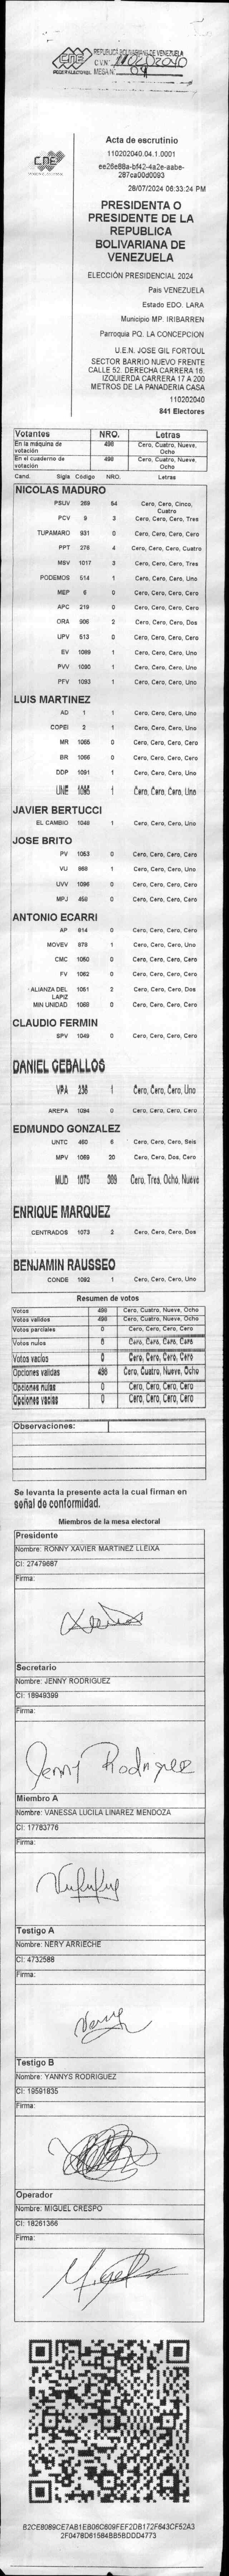 REPÚBLICA BOLIVARIANA DE VENEZUELA
CNE
PODER ELECTORAL
C.V.Nº 110202040
MESA Nº 04
CNE
Acta de escrutinio
110202040.04.1.0001
ee26e88a-bf42-4a2e-aabe-
287ca00d0093
28/07/2024 06:33:24 PM
PRESIDENTA O
PRESIDENTE DE LA
REPUBLICA
BOLIVARIANA DE
VENEZUELA
ELECCIÓN PRESIDENCIAL 2024
Pais VENEZUELA
Estado EDO. LARA
Municipio MP. IRIBARREN
Parroquia PQ. LA CONCEPCION
U.E.N. JOSE GIL FORTOUL
SECTOR BARRIO NUEVO FRENTE
CALLE 52. DERECHA CARRERA 16.
IZQUIERDA CARRERA 17 A 200
METROS DE LA PANADERIA CASA
110202040
841 Electores
Votantes NRO. Letras
En la máquina de votación 498 Cero, Cuatro, Nueve, Ocho
En el cuaderno de votación 498 Cero, Cuatro, Nueve, Ocho
Cand. Sigla Código NRO. Letras
NICOLAS MADURO
PSUV 269 54 Cero, Cero, Cinco, Cuatro
PCV 9 3 Cero, Cero, Cero, Tres
TUPAMARO 931 0 Cero, Cero, Cero, Cero
PPT 278 4 Cero, Cero, Cero, Cuatro
MSV 1017 3 Cero, Cero, Cero, Tres
PODEMOS 514 1 Cero, Cero, Cero, Uno
MEP 6 0 Cero, Cero, Cero, Cero
APC 219 0 Cero, Cero, Cero, Cero
ORA 906 2 Cero, Cero, Cero, Dos
UPV 513 0 Cero, Cero, Cero, Cero
EV 1089 1 Cero, Cero, Cero, Uno
PVV 1090 1 Cero, Cero, Cero, Uno
PFV 1093 1 Cero, Cero, Cero, Uno
LUIS MARTINEZ
AD 1 1 Cero, Cero, Cero, Uno
COPEI 2 1 Cero, Cero, Cero, Uno
MR 1065 0 Cero, Cero, Cero, Cero
BR 1066 0 Cero, Cero, Cero, Cero
DDP 1091 1 Cero, Cero, Cero, Uno
UNE 1095 1 Cero, Cero, Cero, Uno
JAVIER BERTUCCI
EL CAMBIO 1048 1 Cero, Cero, Cero, Uno
JOSE BRITO
PV 1053 0 Cero, Cero, Cero, Cero
VU 868 1 Cero, Cero, Cero, Uno
UVV 1096 0 Cero, Cero, Cero, Cero
MPJ 458 0 Cero, Cero, Cero, Cero
ANTONIO ECARRI
AP 614 0 Cero, Cero, Cero, Cero
MOVEV 879 1 Cero, Cero, Cero, Uno
CMC 1050 0 Cero, Cero, Cero, Cero
FV 1062 0 Cero, Cero, Cero, Cero
ALIANZA DEL LAPIZ 1051 2 Cero, Cero, Cero, Dos
MIN UNIDAD 1068 0 Cero, Cero, Cero, Cero
CLAUDIO FERMIN
SPV 1049 0 Cero, Cero, Cero, Cero
DANIEL CEBALLOS
VPA 236 1 Cero, Cero, Cero, Uno
AREPA 1094 0 Cero, Cero, Cero, Cero
EDMUNDO GONZALEZ
UNTC 460 6 Cero, Cero, Cero, Seis
MPV 1069 20 Cero, Cero, Dos, Cero
MUD 1075 389 Cero, Tres, Ocho, Nueve
ENRIQUE MARQUEZ
CENTRADOS 1073 2 Cero, Cero, Cero, Dos
BENJAMIN RAUSSEO
CONDE 1092 1 Cero, Cero, Cero, Uno
Resumen de votos
Votos 498 Cero, Cuatro, Nueve, Ocho
Votos validos 498 Cero, Cuatro, Nueve, Ocho
Votos parciales 0 Cero, Cero, Cero, Cero
Votos nulos 0 Cero, Cero, Cero, Cero
Votos vacios 0 Cero, Cero, Cero, Cero
Opciones validas 498 Cero, Cuatro, Nueve, Ocho
Opciones nulas 0 Cero, Cero, Cero, Cero
Opciones vacias 0 Cero, Cero, Cero, Cero
Observaciones:
Se levanta la presente acta la cual firman en
señal de conformidad.
Miembros de la mesa electoral
Presidente
Nombre: RONNY XAVIER MARTINEZ LLEIXA
CI: 27479687
Firma:
Secretario
Nombre: JENNY RODRIGUEZ
CI: 18949399
Firma:
Jenny Rodriguez
Miembro A
Nombre: VANESSA LUCILA LINAREZ MENDOZA
CI: 17783776
Firma:
Testigo A
Nombre: NERY ARRIECHE
CI: 4732588
Firma:
Testigo B
Nombre: YANNYS RODRIGUEZ
CI: 19591835
Firma:
Operador
Nombre: MIGUEL CRESPO
CI: 18261366
Firma:
B2CE8089CE7AB1EB06C609FEF2DB172F643CF52A3
2F0478D61584BB5BDDD4773